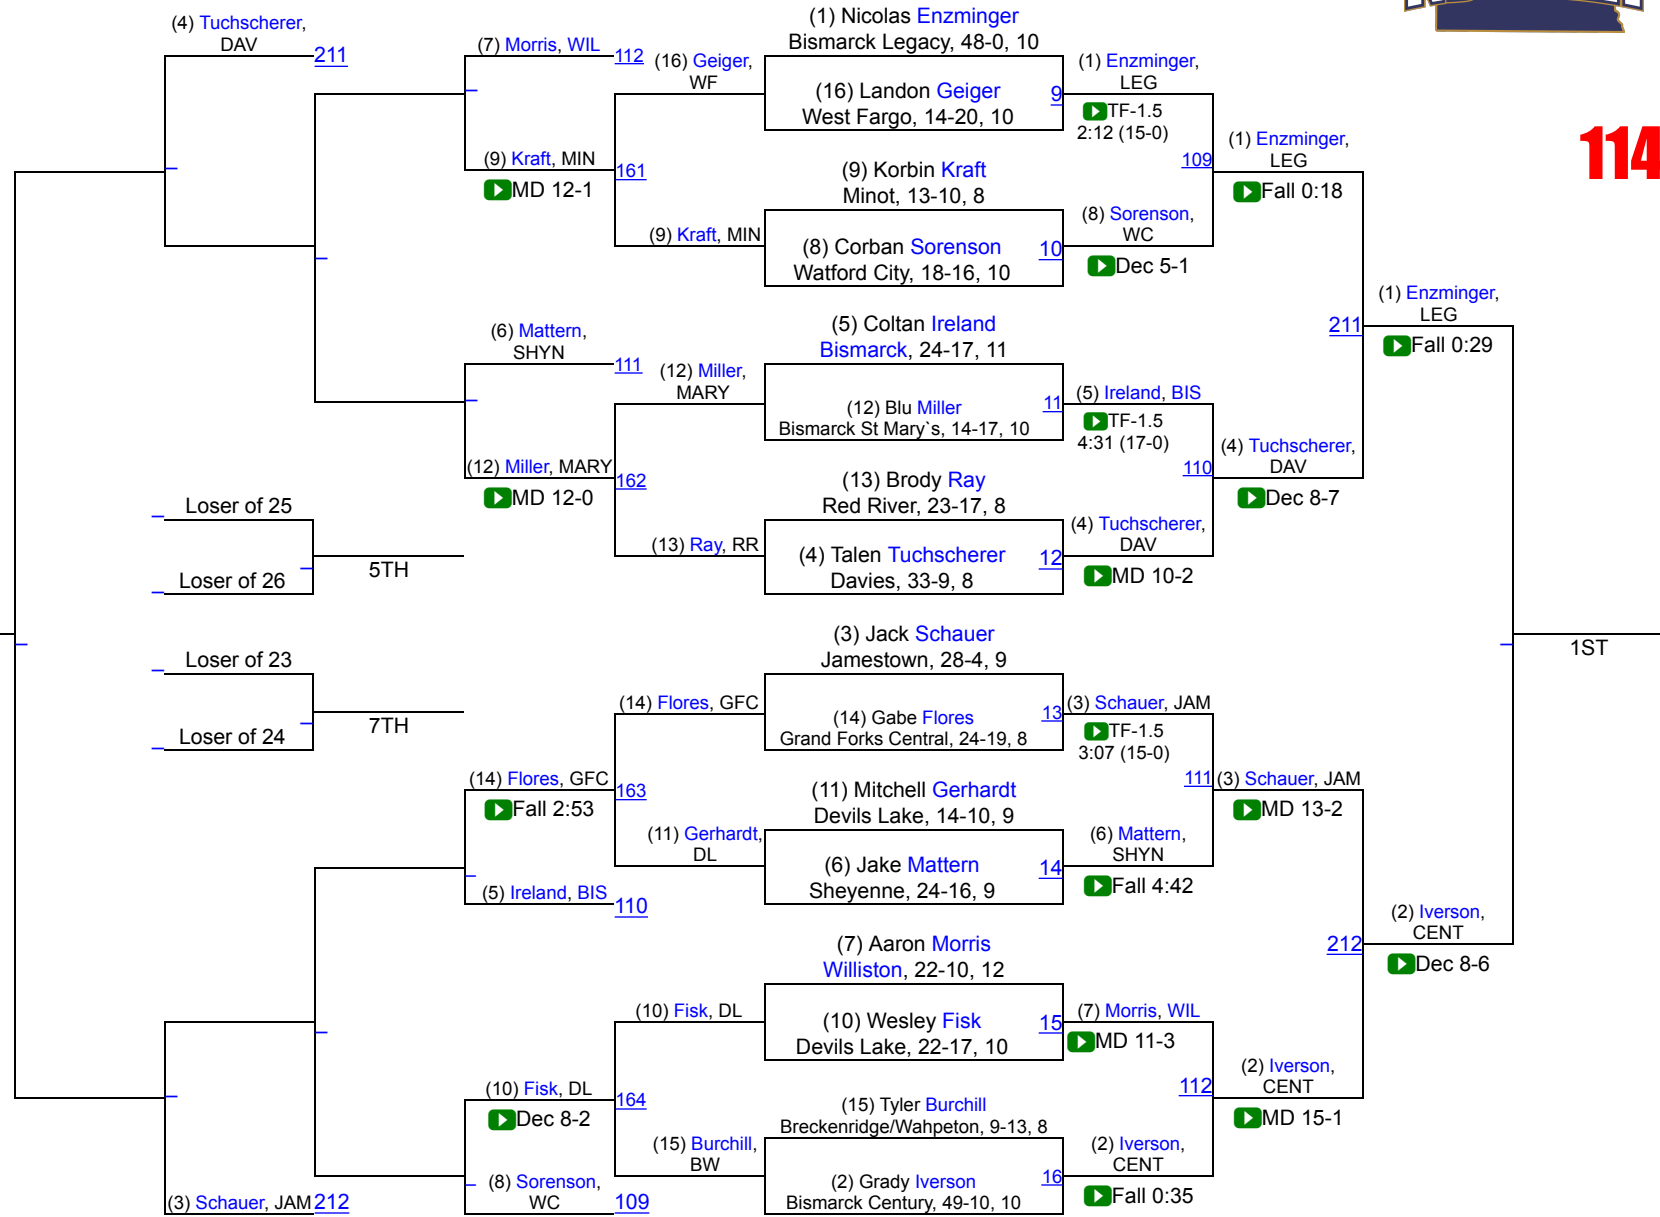 (4) Tuchscherer,
DAV
211
(7) Morris, WIL
112
(9) Kraft, MIN
MD 12-1
161
(16) Geiger,
WF
(9) Kraft, MIN
(6) Mattern,
SHYN
111
(12) Miller, MARY
MD 12-0
162
(12) Miller,
MARY
(13) Ray, RR
Loser of 25
Loser of 26
5TH
Loser of 23
Loser of 24
7TH
(14) Flores, GFC
Fall 2:53
163
(5) Ireland, BIS
110
(14) Flores, GFC
(11) Gerhardt,
DL
(10) Fisk, DL
Dec 8-2
164
(8) Sorenson,
WC
109
(10) Fisk, DL
(15) Burchill,
BW
(3) Schauer, JAM
212
(1) Nicolas Enzminger
Bismarck Legacy, 48-0, 10
(16) Landon Geiger
West Fargo, 14-20, 10
9
(9) Korbin Kraft
Minot, 13-10, 8
(8) Corban Sorenson
Watford City, 18-16, 10
10
(5) Coltan Ireland
Bismarck, 24-17, 11
(12) Blu Miller
Bismarck St Mary`s, 14-17, 10
11
(13) Brody Ray
Red River, 23-17, 8
(4) Talen Tuchscherer
Davies, 33-9, 8
12
(3) Jack Schauer
Jamestown, 28-4, 9
(14) Gabe Flores
Grand Forks Central, 24-19, 8
13
(11) Mitchell Gerhardt
Devils Lake, 14-10, 9
(6) Jake Mattern
Sheyenne, 24-16, 9
14
(7) Aaron Morris
Williston, 22-10, 12
(10) Wesley Fisk
Devils Lake, 22-17, 10
15
(15) Tyler Burchill
Breckenridge/Wahpeton, 9-13, 8
(2) Grady Iverson
Bismarck Century, 49-10, 10
16
(1) Enzminger,
LEG
TF-1.5
2:12 (15-0)
109
(8) Sorenson,
WC
Dec 5-1
(5) Ireland, BIS
TF-1.5
4:31 (17-0)
110
(4) Tuchscherer,
DAV
MD 10-2
(3) Schauer, JAM
TF-1.5
3:07 (15-0)
111
(6) Mattern,
SHYN
Fall 4:42
(7) Morris, WIL
MD 11-3
112
(2) Iverson,
CENT
Fall 0:35
(1) Enzminger,
LEG
Fall 0:18
211
(4) Tuchscherer,
DAV
Dec 8-7
(3) Schauer, JAM
MD 13-2
212
(2) Iverson,
CENT
MD 15-1
(1) Enzminger,
LEG
Fall 0:29
(2) Iverson,
CENT
Dec 8-6
1ST
114